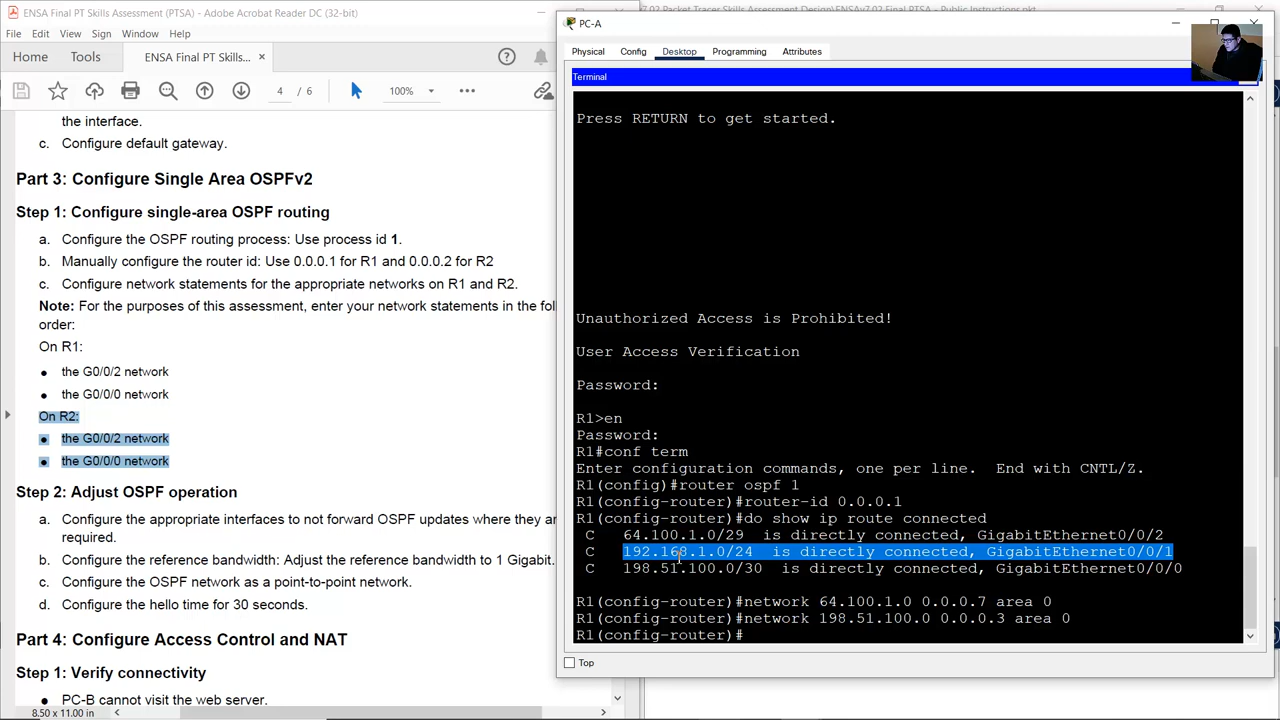 ENSA Final PT Skills Assessment (PTSA) - Adobe Acrobat Reader DC (32-bit)
File Edit View Sign Window Help
Home Tools ENSA Final PT Skills... ×
4 / 6 100%
the interface.
c. Configure default gateway.
Part 3: Configure Single Area OSPFv2
Step 1: Configure single-area OSPF routing
a. Configure the OSPF routing process: Use process id 1.
b. Manually configure the router id: Use 0.0.0.1 for R1 and 0.0.0.2 for R2
c. Configure network statements for the appropriate networks on R1 and R2.
Note: For the purposes of this assessment, enter your network statements in the follo
order:
On R1:
• the G0/0/2 network
• the G0/0/0 network
On R2:
• the G0/0/2 network
• the G0/0/0 network
Step 2: Adjust OSPF operation
a. Configure the appropriate interfaces to not forward OSPF updates where they ar
required.
b. Configure the reference bandwidth: Adjust the reference bandwidth to 1 Gigabit.
c. Configure the OSPF network as a point-to-point network.
d. Configure the hello time for 30 seconds.
Part 4: Configure Access Control and NAT
Step 1: Verify connectivity
• PC-B cannot visit the web server.
8.50 x 11.00 in
PC-A
Physical Config Desktop Programming Attributes
Terminal
Press RETURN to get started.
Unauthorized Access is Prohibited!
User Access Verification
Password:
R1>en
Password:
R1#conf term
Enter configuration commands, one per line. End with CNTL/Z.
R1(config)#router ospf 1
R1(config-router)#router-id 0.0.0.1
R1(config-router)#do show ip route connected
C 64.100.1.0/29 is directly connected, GigabitEthernet0/0/2
C 192.168.1.0/24 is directly connected, GigabitEthernet0/0/1
C 198.51.100.0/30 is directly connected, GigabitEthernet0/0/0
R1(config-router)#network 64.100.1.0 0.0.0.7 area 0
R1(config-router)#network 198.51.100.0 0.0.0.3 area 0
R1(config-router)#
Top